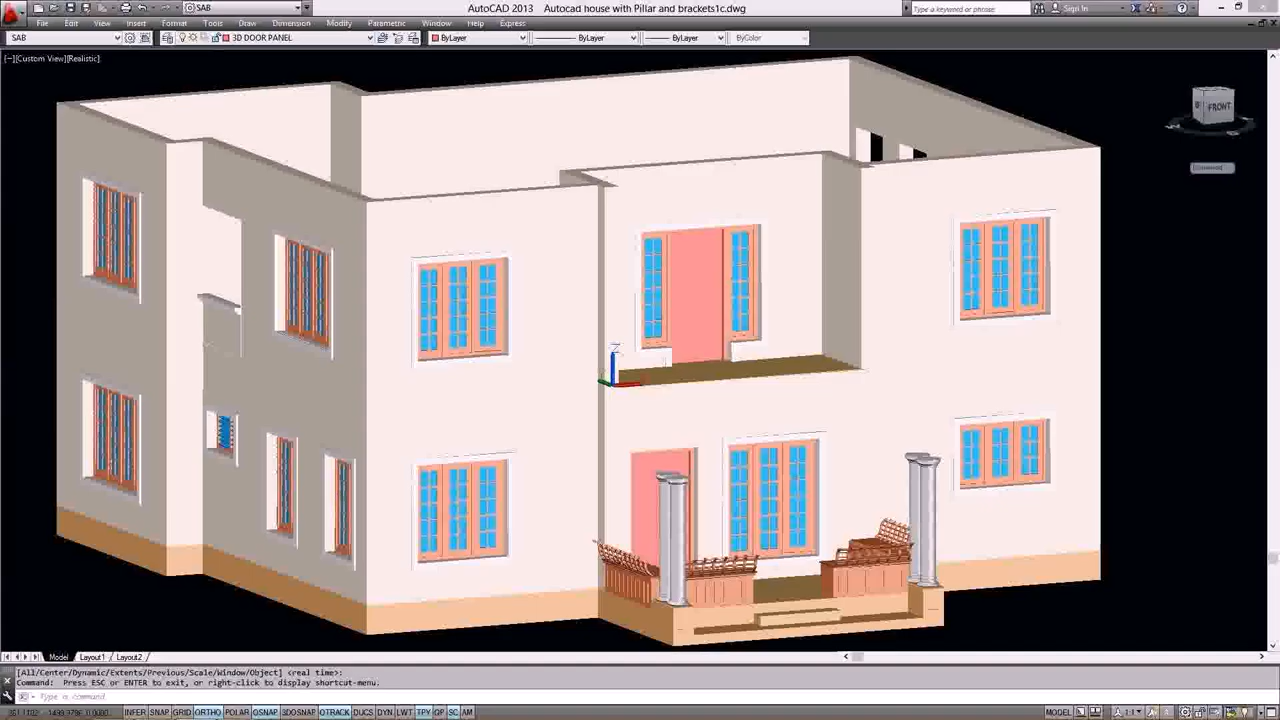 SAB
AutoCAD 2013 Autocad house with Pillar and brackets1c.dwg
Type a keyword or phrase
Sign In
File Edit View Insert Format Tools Draw Dimension Modify Parametric Window Help Express
SAB
3D DOOR PANEL
ByLayer
ByLayer
ByLayer
ByColor
[−][Custom View][Realistic]
FRONT
Model Layout1 Layout2
[All/Center/Dynamic/Extents/Previous/Scale/Window/Object] <real time>:
Command: Press ESC or ENTER to exit, or right-click to display shortcut-menu.
Type a command
INFER SNAP GRID ORTHO POLAR OSNAP 3DOSNAP OTRACK DUCS DYN LWT TPY QP SC AM
MODEL
1:1